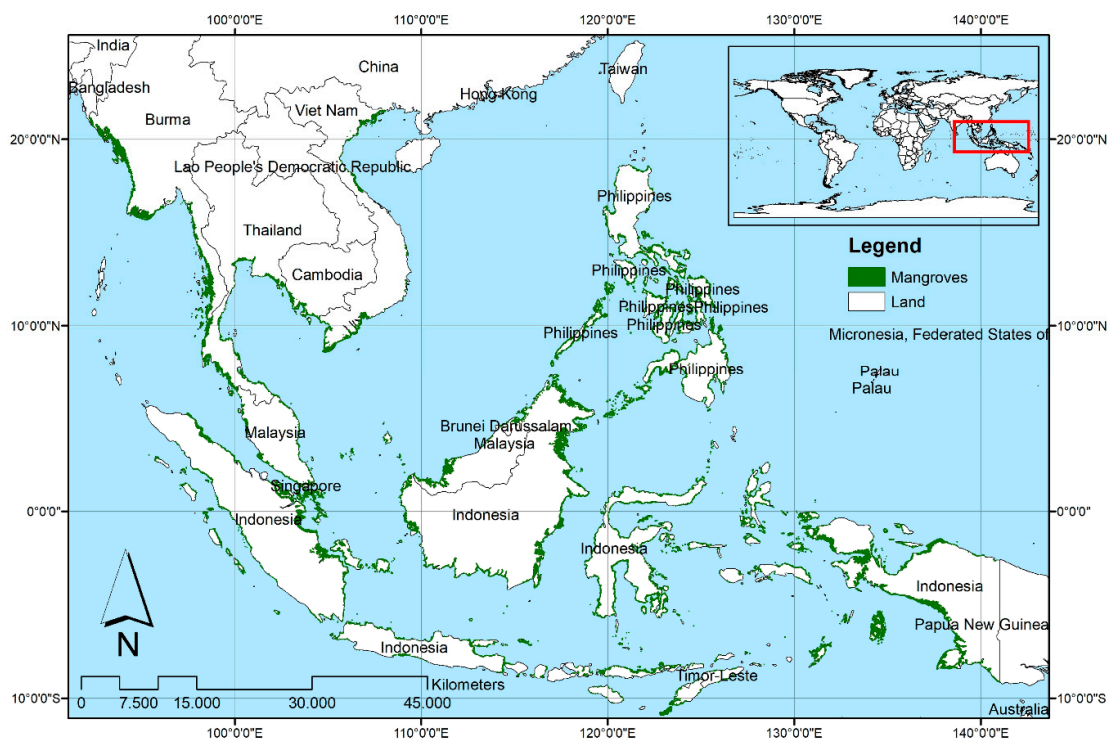 100°0'0"E 110°0'0"E 120°0'0"E 130°0'0"E 140°0'0"E
India
China
Taiwan
Bangladesh
Hong Kong
Viet Nam
Burma
20°0'0"N 20°0'0"N
Lao People's Democratic Republic
Philippines
Thailand
Legend
Cambodia
Philippines
Mangroves
Philippines
Land
Philippines Philippines
10°0'0"N Philippines Philippines 10°0'0"N
Micronesia, Federated States of
Philippines
Palau
Palau
Malaysia
Brunei Darussalam
Malaysia
Singapore
Indonesia
Indonesia
0°0'0" 0°0'0"
Indonesia
Indonesia
Papua New Guinea
N
Indonesia
Timor-Leste
Kilometers
0 7.500 15.000 30.000 45.000
10°0'0"S 10°0'0"S
Australia
100°0'0"E 110°0'0"E 120°0'0"E 130°0'0"E 140°0'0"E